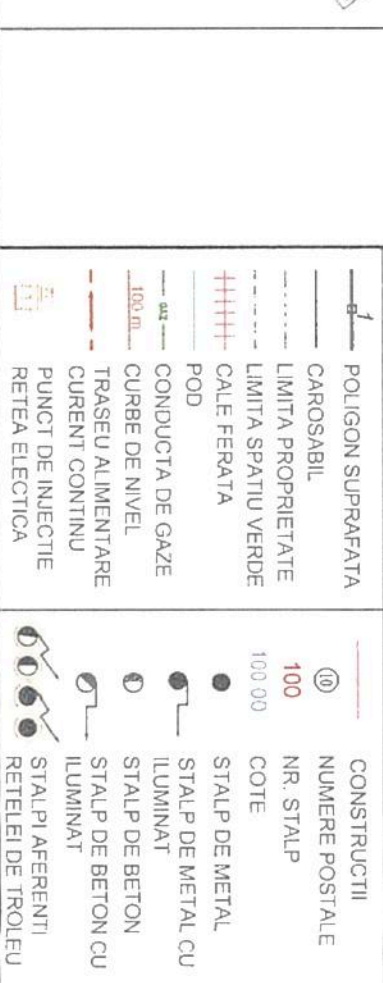 1 POLIGON SUPRAFATA
CAROSABIL
LIMITA PROPRIETATE
LIMITA SPATIU VERDE
CALE FERATA
POD
GAZ CONDUCTA DE GAZE
100 m CURBE DE NIVEL
TRASEU ALIMENTARE
CURENT CONTINU
PUNCT DE INJECTIE
RETEA ELECTICA
CONSTRUCTII
10 NUMERE POSTALE
100 NR. STALP
100 00 COTE
STALP DE METAL
STALP DE METAL CU
ILUMINAT
STALP DE BETON
STALP DE BETON CU
ILUMINAT
STALPI AFERENTI
RETELEI DE TROLEU